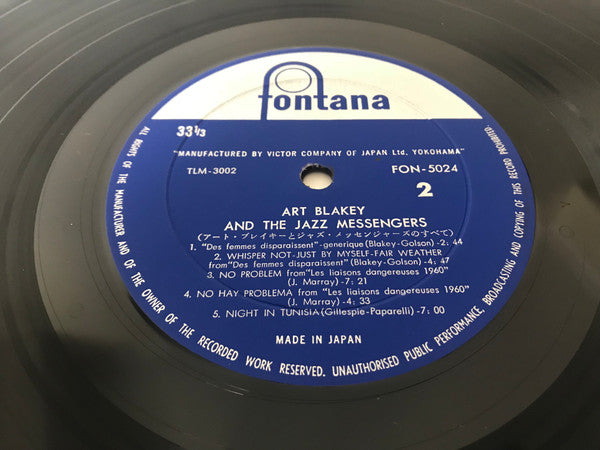 fontana
33 1/3
"MANUFACTURED BY VICTOR COMPANY OF JAPAN Ltd. YOKOHAMA"
TLM-3002 FON-5024
2
ART BLAKEY
AND THE JAZZ MESSENGERS
(アート・ブレイキーとジャズ・メッセンジャーズのすべて)
1. "Des femmes disparaissent"-generique (Blakey-Golson)-2: 44
2. WHISPER NOT-JUST BY MYSELF-FAIR WEATHER
from"Des femmes disparaissent"(Blakey-Golson)- 4: 47
3. NO PROBLEM from"Les liaisons dangereuses 1960"
(J. Marray)-7: 21
4. NO HAY PROBLEMA from"Les liaisons dangereuses 1960"
(J. Marray)-4: 33
5. NIGHT IN TUNISIA(Gillespie-Paparelli)-7: 00
MADE IN JAPAN
ALL RIGHTS OF THE MANUFACTURER AND OF THE OWNER OF THE RECORDED WORK RESERVED. UNAUTHORISED PUBLIC PERFORMANCE, BROADCASTING AND COPYING OF THIS RECORD PROHIBITED.